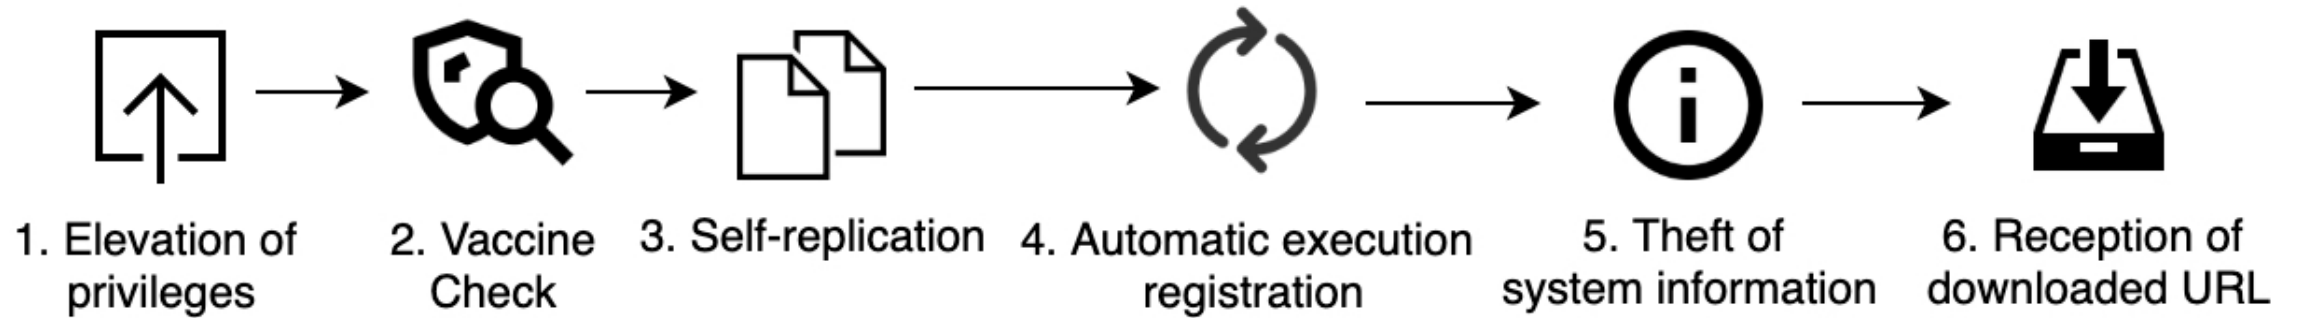 1. Elevation of
privileges
2. Vaccine
Check
3. Self-replication
4. Automatic execution
registration
5. Theft of
system information
6. Reception of
downloaded URL